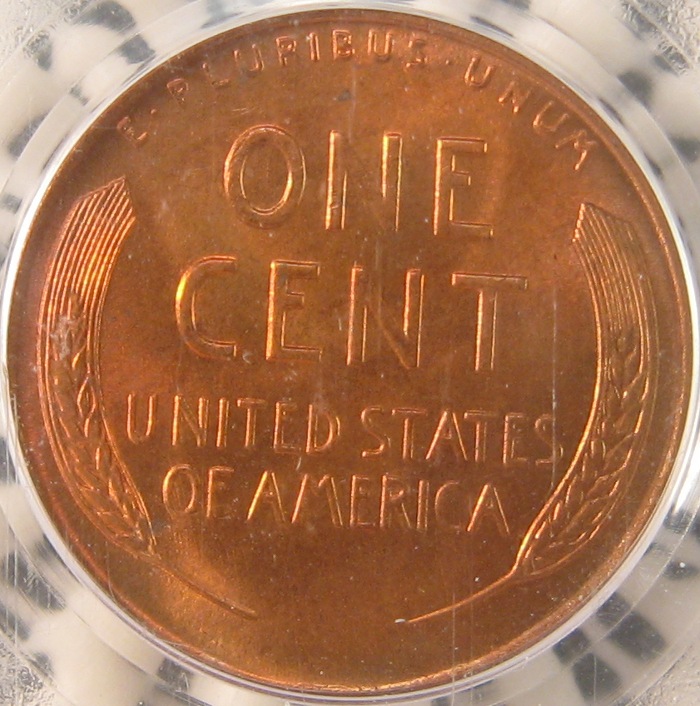 E·PLURIBUS·UNUM
ONE
CENT
UNITED STATES
OF AMERICA